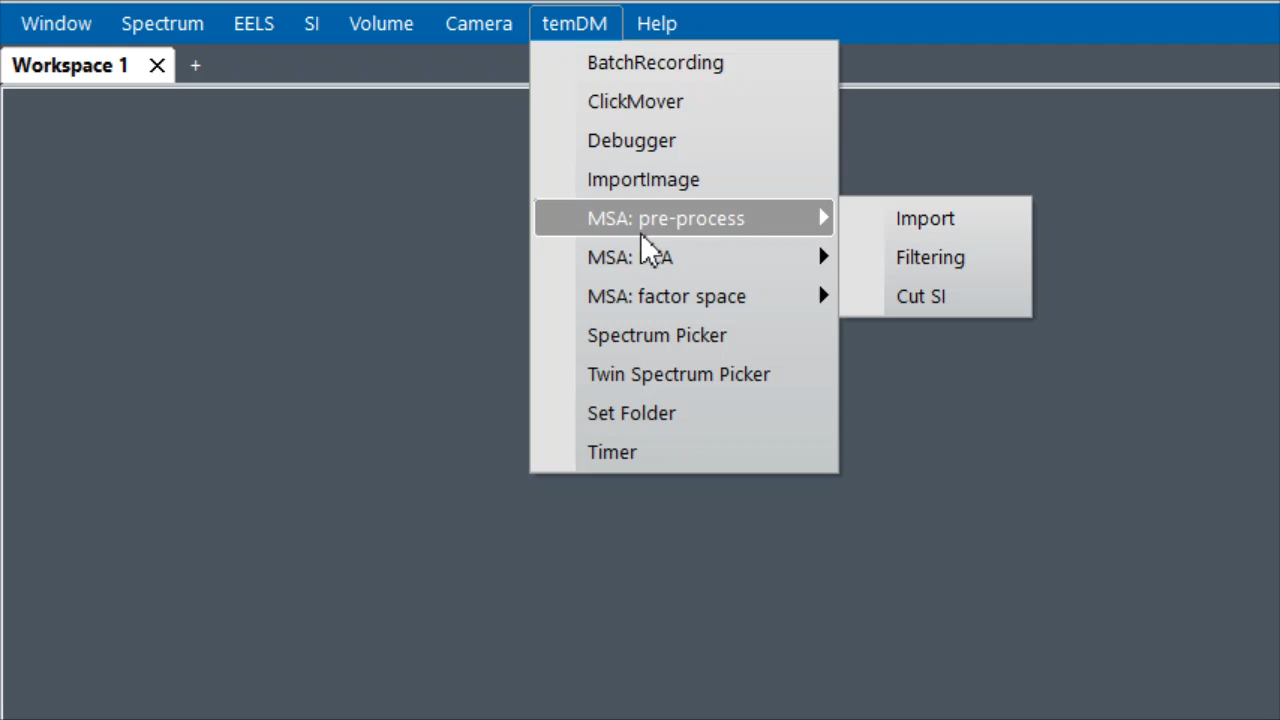 Window Spectrum EELS SI Volume Camera temDM Help
Workspace 1 +
BatchRecording
ClickMover
Debugger
ImportImage
MSA: pre-process
MSA:
MSA: factor space
Spectrum Picker
Twin Spectrum Picker
Set Folder
Timer
Import
Filtering
Cut SI